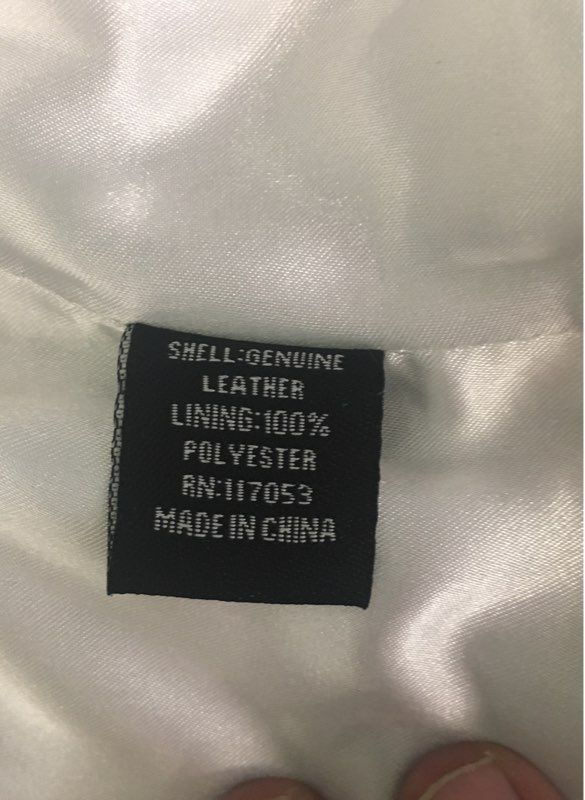 SHELL:GENUINE
LEATHER
LINING:100%
POLYESTER
RN:117053
MADE IN CHINA